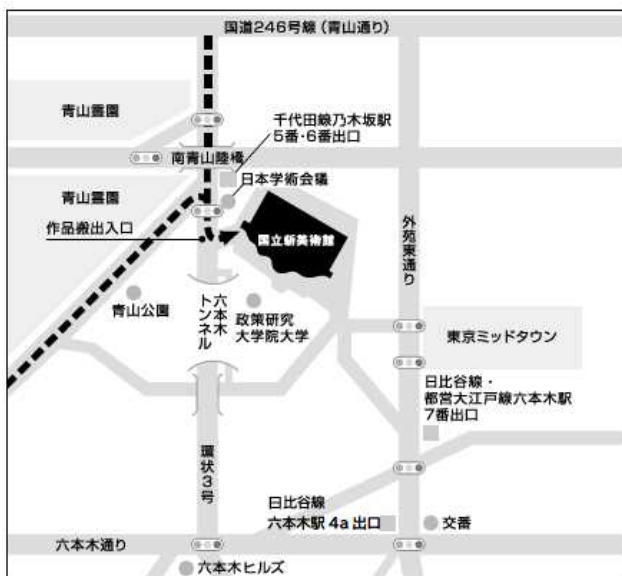 国道246号線（青山通り）
青山霊園
千代田線乃木坂駅
5番・6番出口
南青山陸橋
日本学術会議
青山霊園
作品搬出入口
国立新美術館
外苑東通り
青山公園
六本木
トンネル
政策研究
大学院大学
東京ミッドタウン
日比谷線・
都営大江戸線六本木駅
7番出口
環状3号
日比谷線
六本木駅 4a 出口
交番
六本木通り
六本木ヒルズ